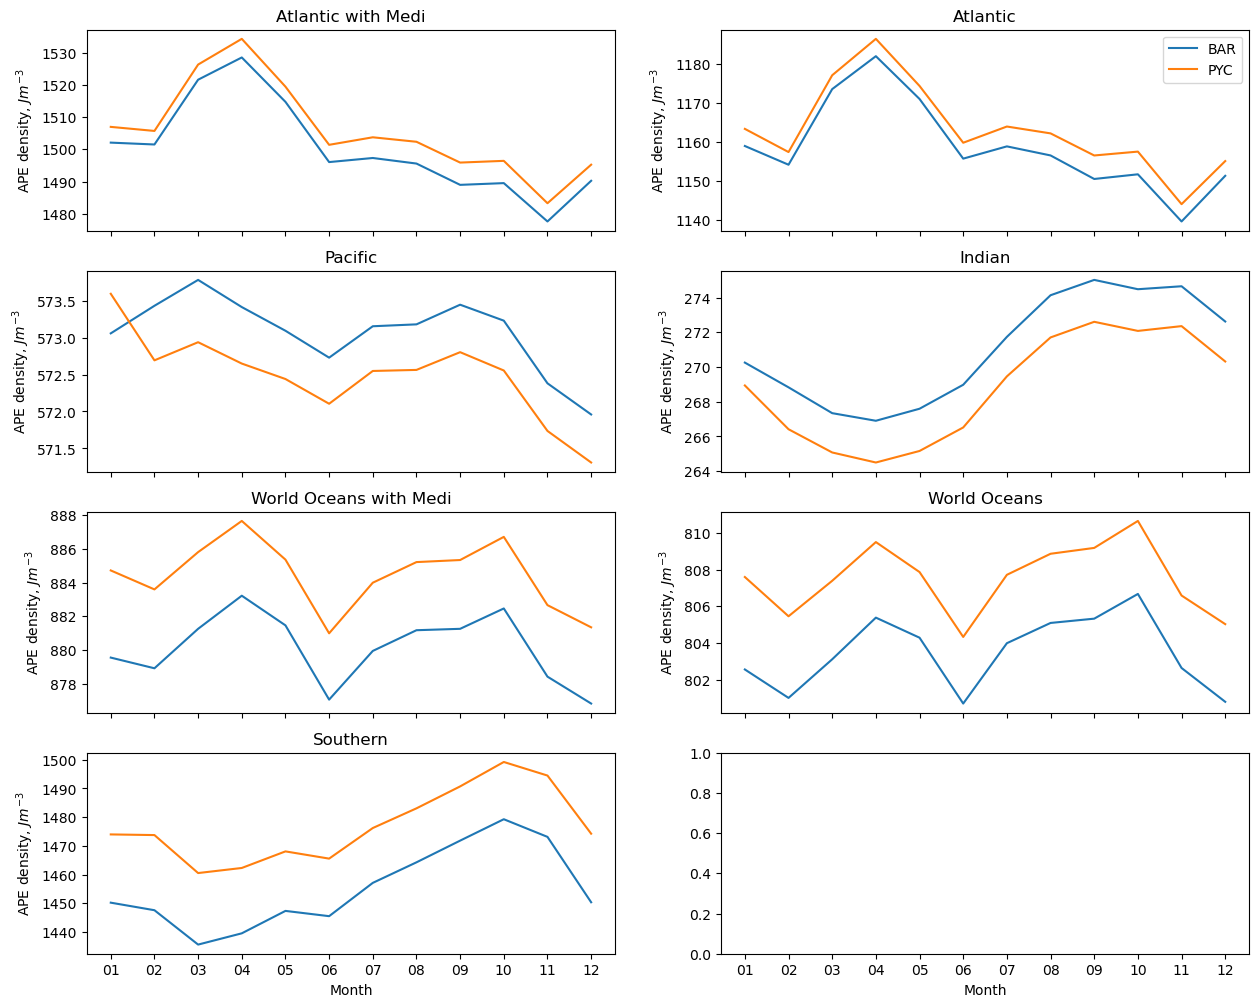 Atlantic with Medi
APE density, Jm⁻³
1530
1520
1510
1500
1490
1480
Atlantic
APE density, Jm⁻³
1180
1170
1160
1150
1140
BAR
PYC
Pacific
APE density, Jm⁻³
573.5
573.0
572.5
572.0
571.5
Indian
APE density, Jm⁻³
274
272
270
268
266
264
World Oceans with Medi
APE density, Jm⁻³
888
886
884
882
880
878
World Oceans
APE density, Jm⁻³
810
808
806
804
802
Southern
APE density, Jm⁻³
1500
1490
1480
1470
1460
1450
1440
01 02 03 04 05 06 07 08 09 10 11 12
Month
1.0
0.8
0.6
0.4
0.2
0.0
01 02 03 04 05 06 07 08 09 10 11 12
Month